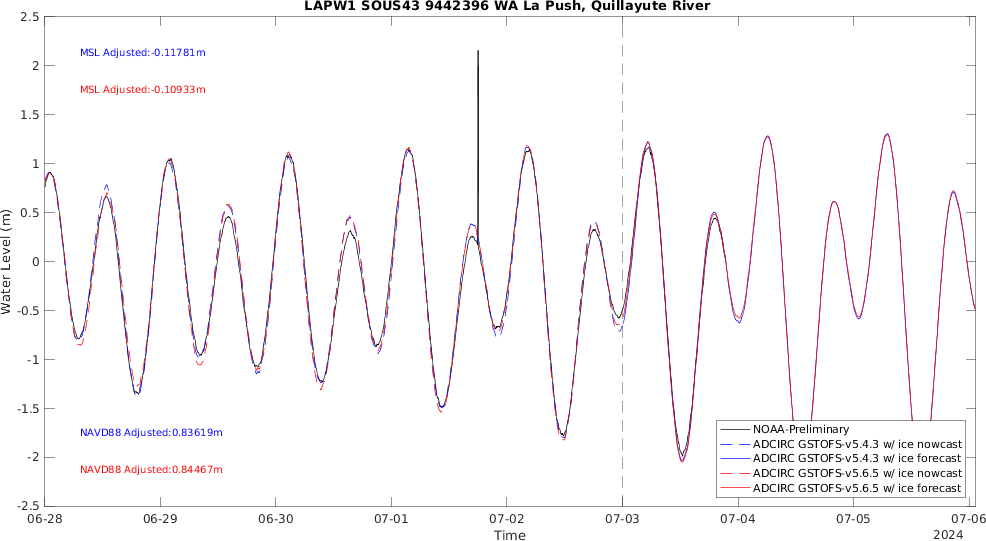 LAPW1 SOUS43 9442396 WA La Push, Quillayute River
2.5
2
1.5
1
0.5
0
-0.5
-1
-1.5
-2
-2.5
Water Level (m)
MSL Adjusted:-0.11781m
MSL Adjusted:-0.10933m
NAVD88 Adjusted:0.83619m
NAVD88 Adjusted:0.84467m
NOAA-Preliminary
ADCIRC GSTOFS-v5.4.3 w/ ice nowcast
ADCIRC GSTOFS-v5.4.3 w/ ice forecast
ADCIRC GSTOFS-v5.6.5 w/ ice nowcast
ADCIRC GSTOFS-v5.6.5 w/ ice forecast
06-28 06-29 06-30 07-01 07-02 07-03 07-04 07-05 07-06
Time
2024